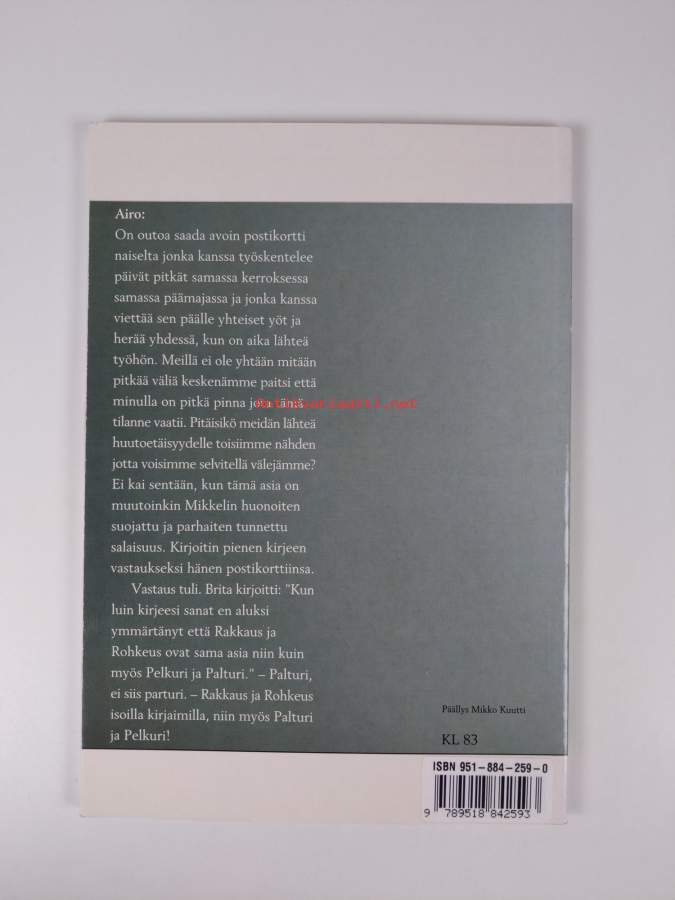 Airo:
On outoa saada avoin postikortti
naiselta jonka kanssa työskentelee
päivät pitkät samassa kerroksessa
samassa päämajassa ja jonka kanssa
viettää sen päälle yhteiset yöt ja
herää yhdessä, kun on aika lähteä
työhön. Meillä ei ole yhtään mitään
pitkää väliä keskenämme paitsi että
minulla on pitkä pinna jota tämä
tilanne vaatii. Pitäisikö meidän lähteä
huutoetäisyydelle toisiimme nähden
jotta voisimme selvitellä välejämme?
Ei kai sentään, kun tämä asia on
muutoinkin Mikkelin huonoiten
suojattu ja parhaiten tunnettu
salaisuus. Kirjoitin pienen kirjeen
vastaukseksi hänen postikorttiinsa.
Vastaus tuli. Brita kirjoitti: "Kun
luin kirjeesi sanat en aluksi
ymmärtänyt että Rakkaus ja
Rohkeus ovat sama asia niin kuin
myös Pelkuri ja Palturi." – Palturi,
ei siis parturi. – Rakkaus ja Rohkeus
isoilla kirjaimilla, niin myös Palturi
ja Pelkuri!
Päällys Mikko Kuutti
KL 83
ISBN 951-884-259-0
9 789518 842593